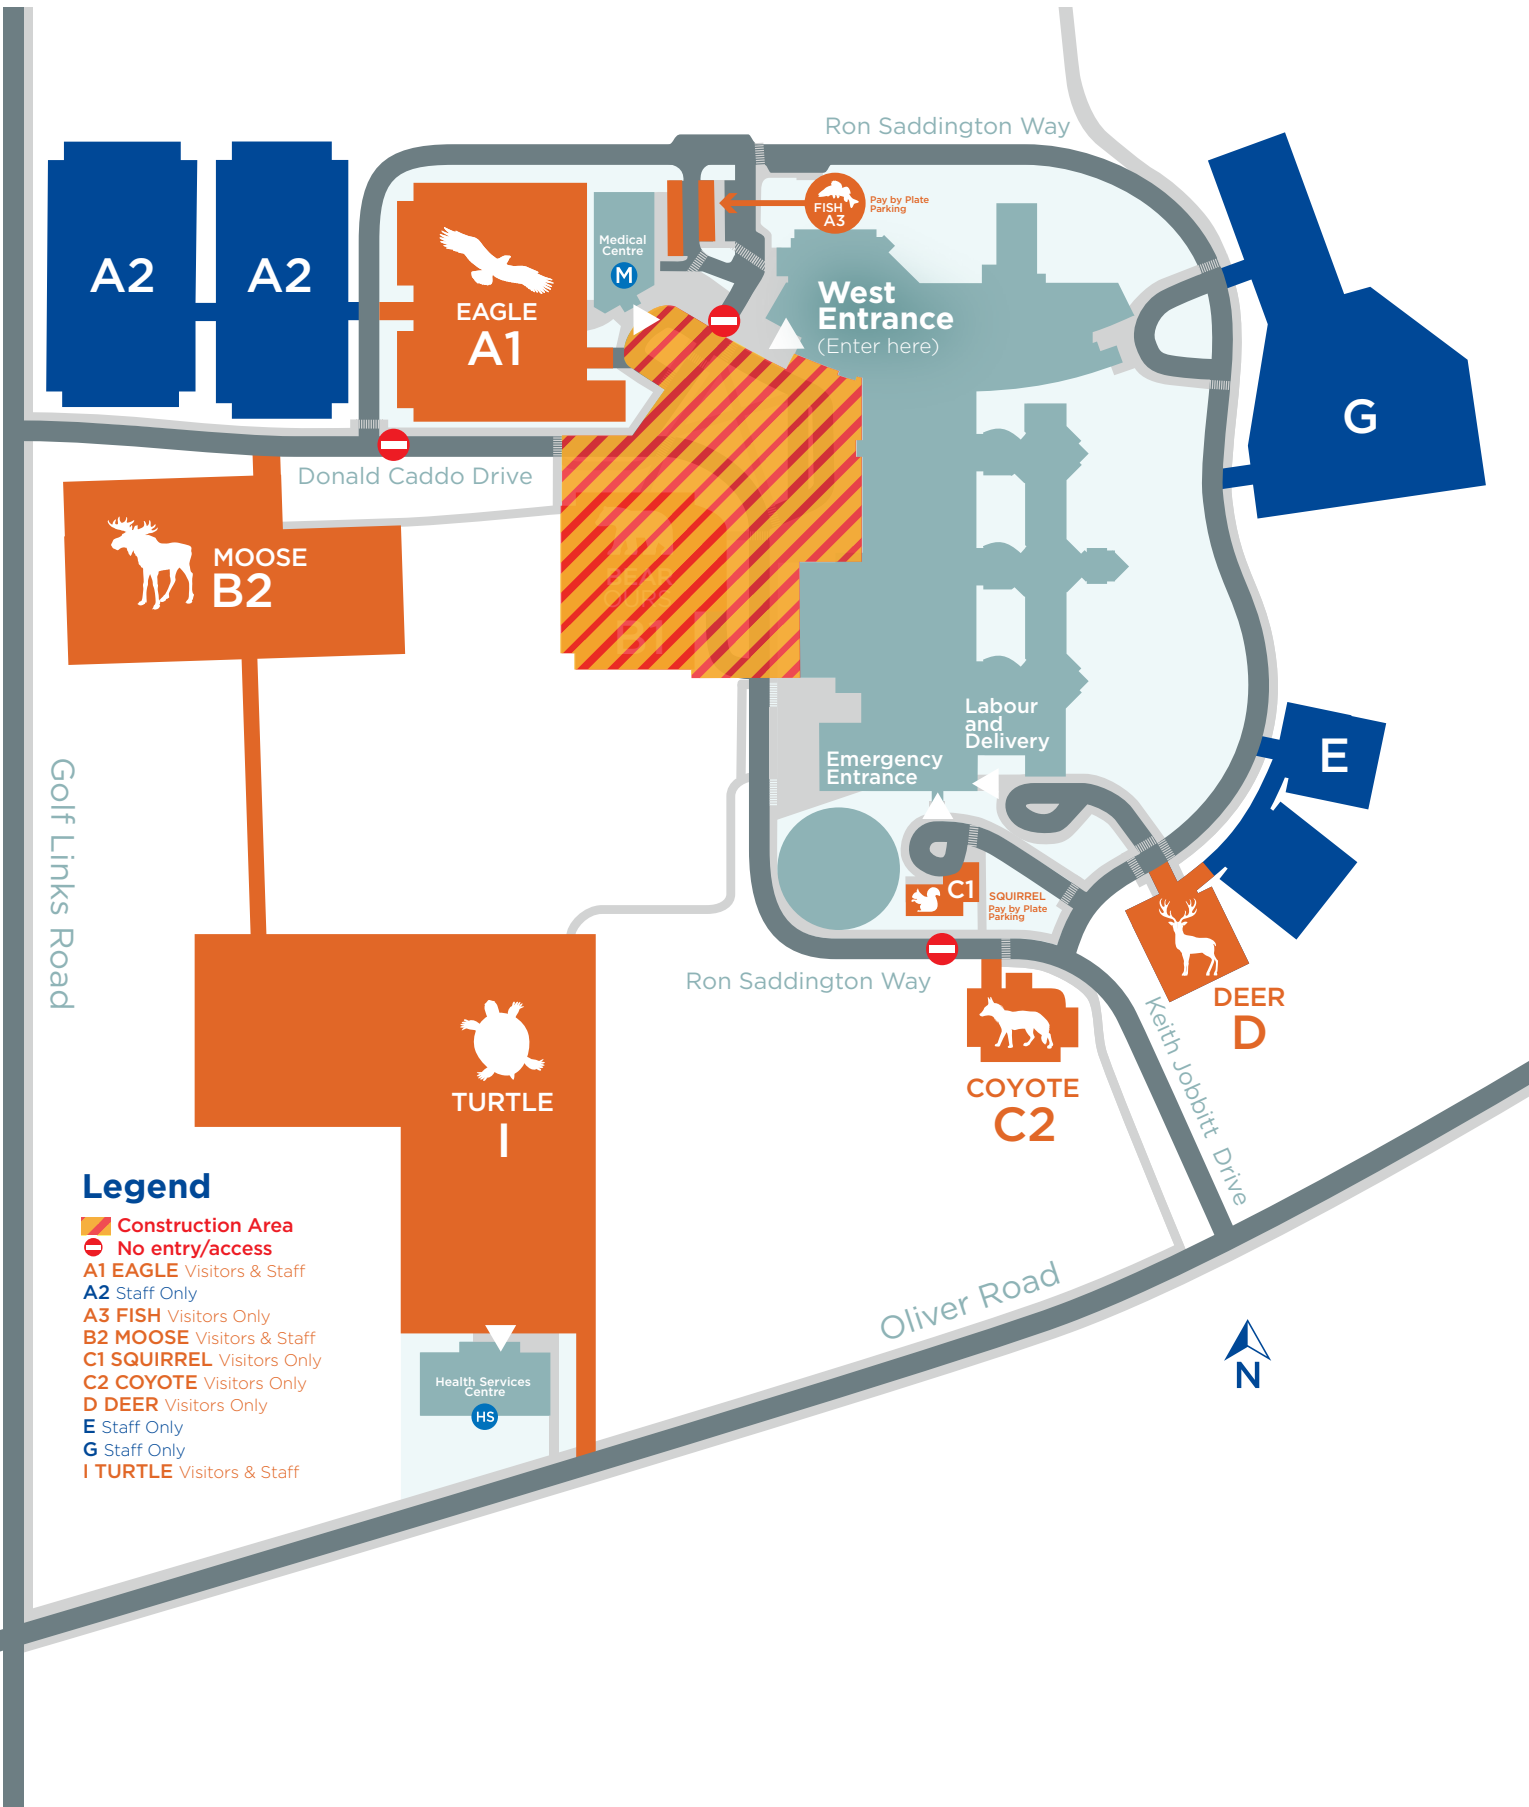 Ron Saddington Way
A2
A2
EAGLE
A1
Medical
Centre
M
FISH
A3
Pay by Plate
Parking
West
Entrance
(Enter here)
G
Donald Caddo Drive
MOOSE
B2
BEAR
OURS
B1
Golf Links Road
Labour
and
Delivery
Emergency
Entrance
E
C1
SQUIRREL
Pay by Plate
Parking
Ron Saddington Way
DEER
D
Keith Jobbitt Drive
COYOTE
C2
TURTLE
I
Oliver Road
N
Health Services
Centre
HS
Legend
Construction Area
No entry/access
A1 EAGLE Visitors & Staff
A2 Staff Only
A3 FISH Visitors Only
B2 MOOSE Visitors & Staff
C1 SQUIRREL Visitors Only
C2 COYOTE Visitors Only
D DEER Visitors Only
E Staff Only
G Staff Only
I TURTLE Visitors & Staff